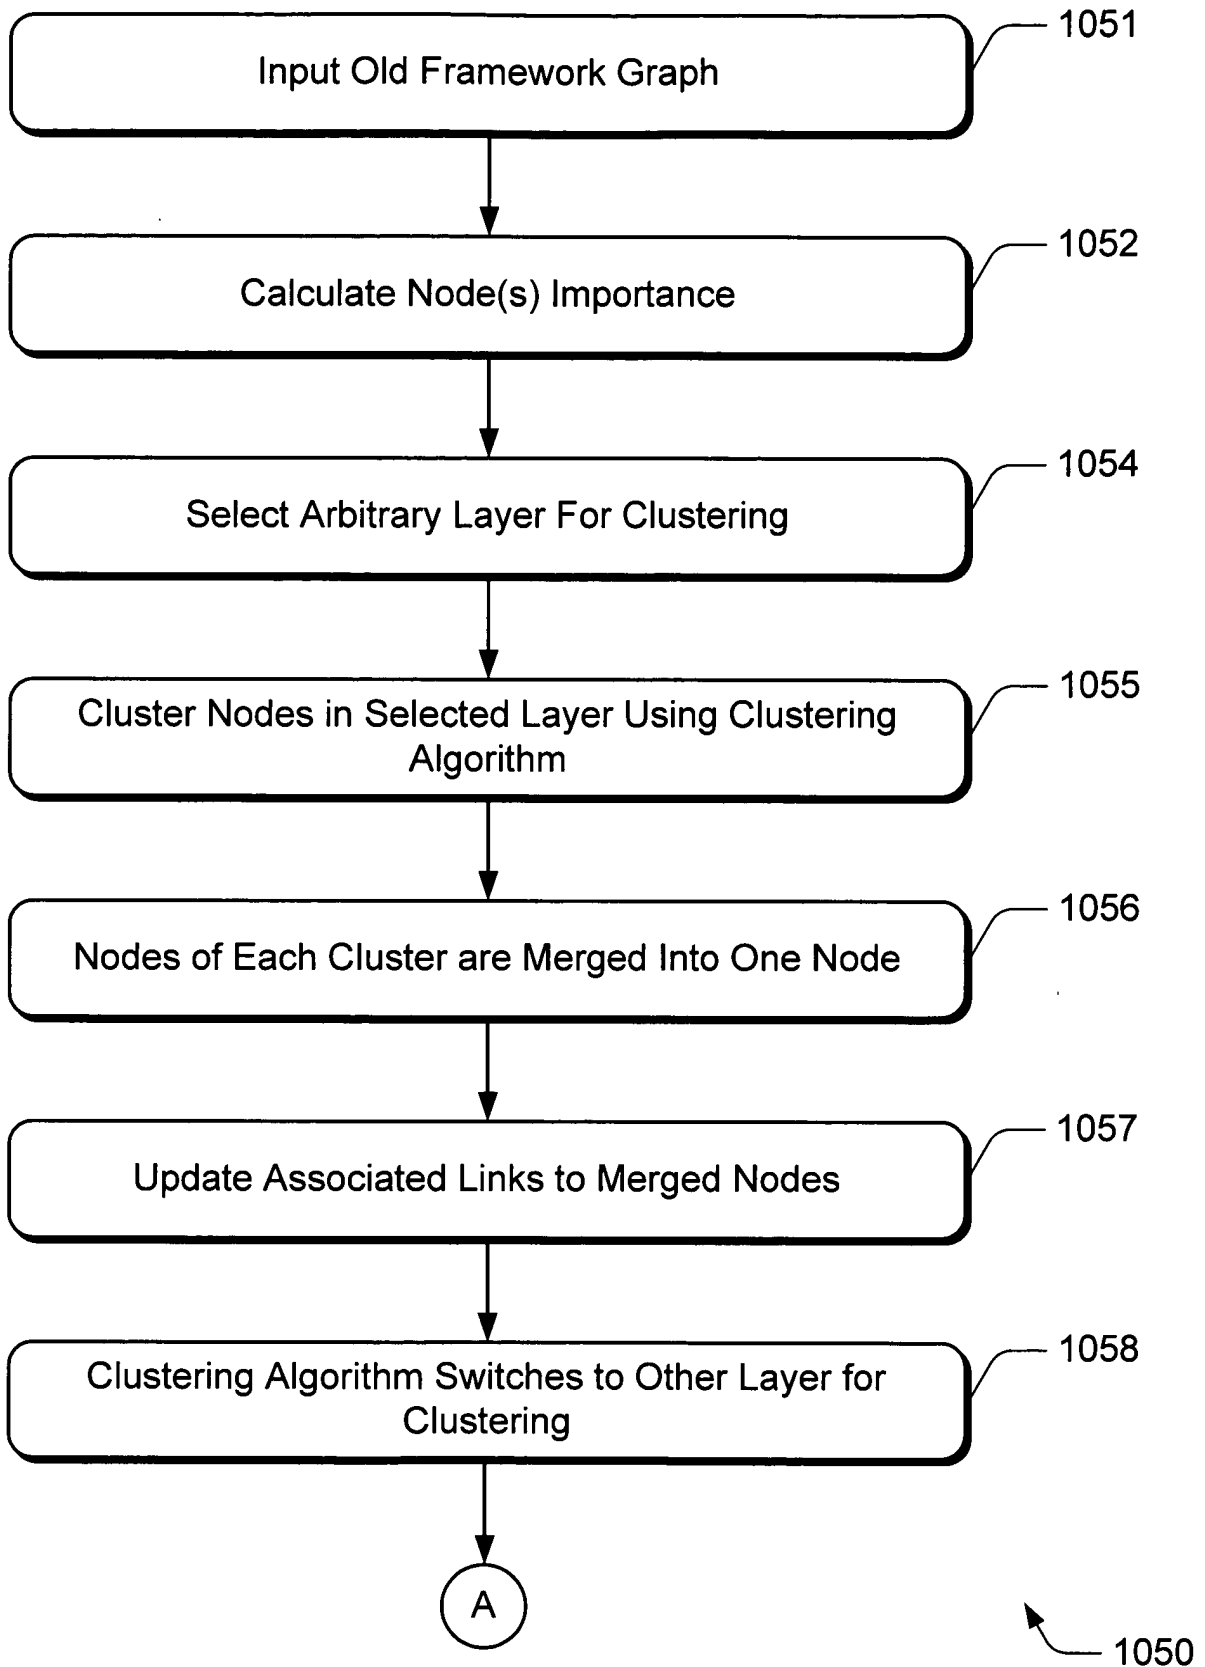 1051
Input Old Framework Graph
1052
Calculate Node(s) Importance
1054
Select Arbitrary Layer For Clustering
1055
Cluster Nodes in Selected Layer Using Clustering
Algorithm
1056
Nodes of Each Cluster are Merged Into One Node
1057
Update Associated Links to Merged Nodes
1058
Clustering Algorithm Switches to Other Layer for
Clustering
A
1050